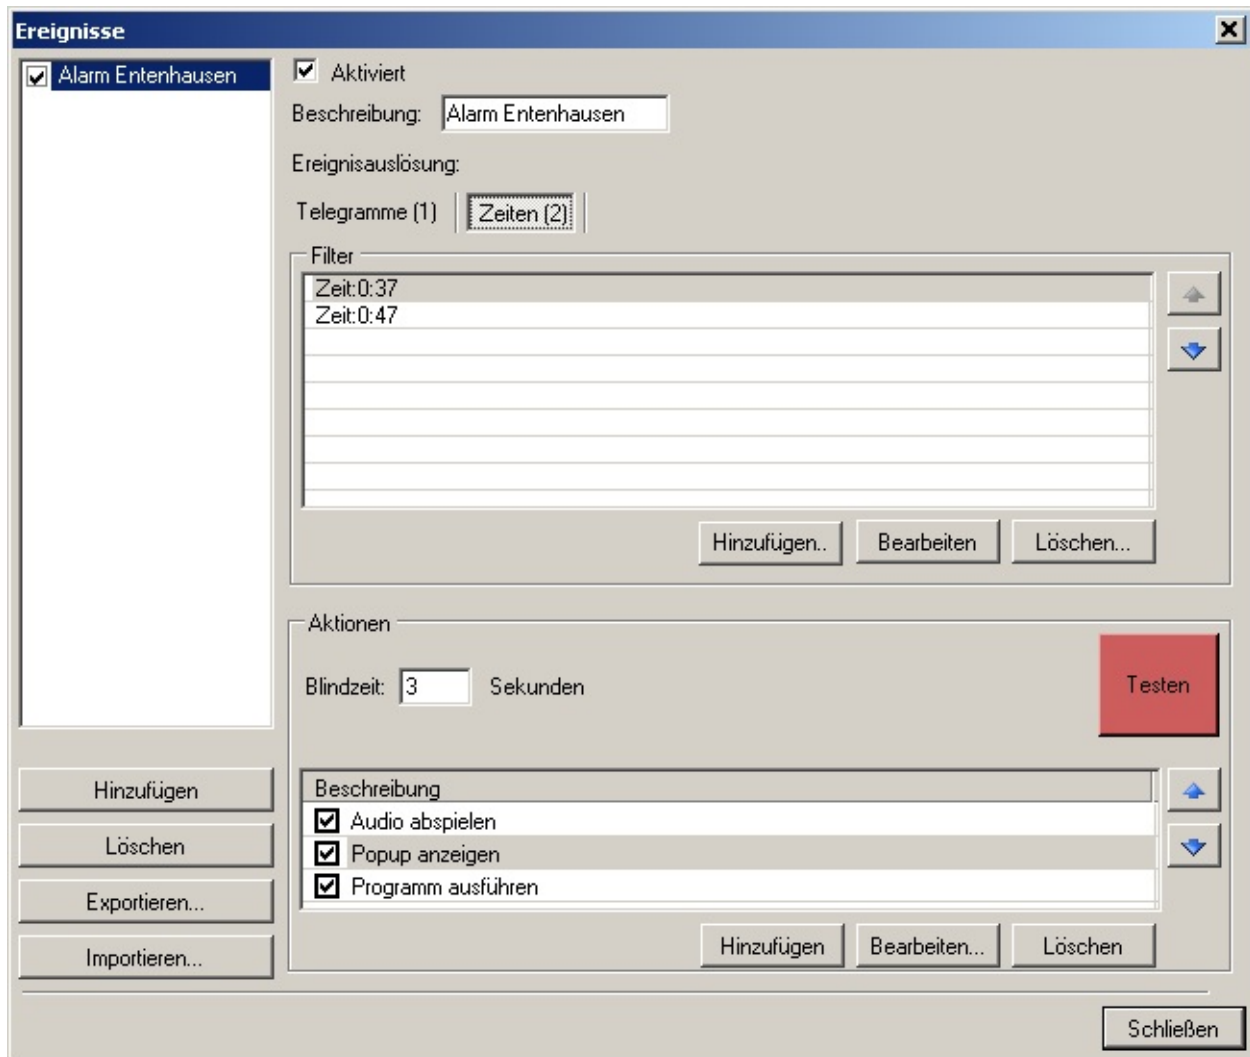 Ereignisse
Alarm Entenhausen
Aktiviert
Beschreibung: Alarm Entenhausen
Ereignisauslösung:
Telegramme (1) Zeiten (2)
Filter
Zeit:0:37
Zeit:0:47
Hinzufügen.. Bearbeiten Löschen...
Aktionen
Blindzeit: 3 Sekunden
Testen
Beschreibung
Audio abspielen
Popup anzeigen
Programm ausführen
Hinzufügen Bearbeiten... Löschen
Hinzufügen
Löschen
Exportieren...
Importieren...
Schließen